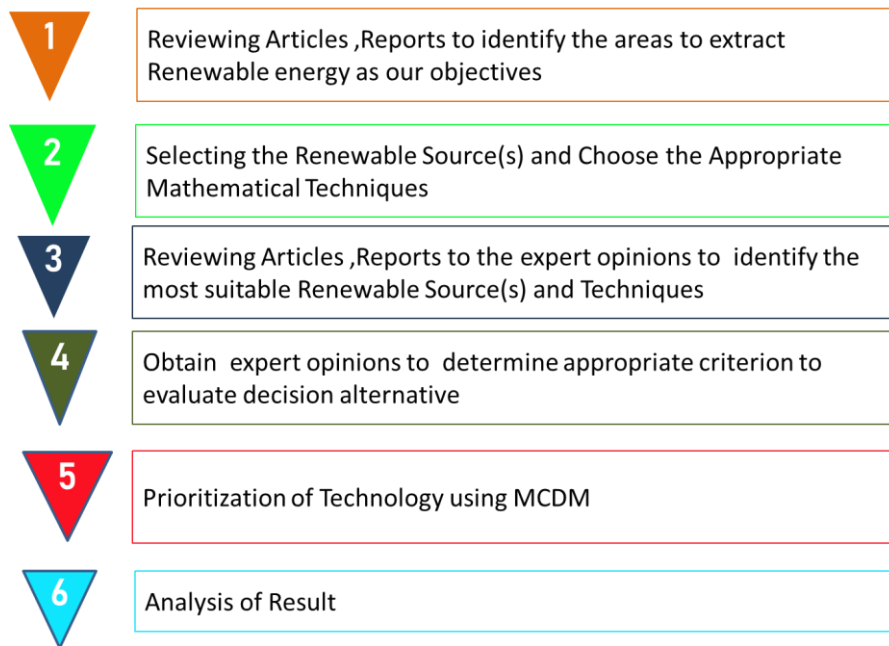 1
Reviewing Articles ,Reports to identify the areas to extract
Renewable energy as our objectives
2
Selecting the Renewable Source(s) and Choose the Appropriate
Mathematical Techniques
3
Reviewing Articles ,Reports to the expert opinions to identify the
most suitable Renewable Source(s) and Techniques
4
Obtain expert opinions to determine appropriate criterion to
evaluate decision alternative
5
Prioritization of Technology using MCDM
6
Analysis of Result